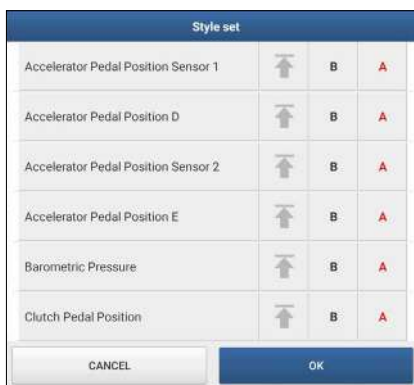 Style set
Accelerator Pedal Position Sensor 1 B A
Accelerator Pedal Position D B A
Accelerator Pedal Position Sensor 2 B A
Accelerator Pedal Position E B A
Barometric Pressure B A
Clutch Pedal Position B A
CANCEL OK